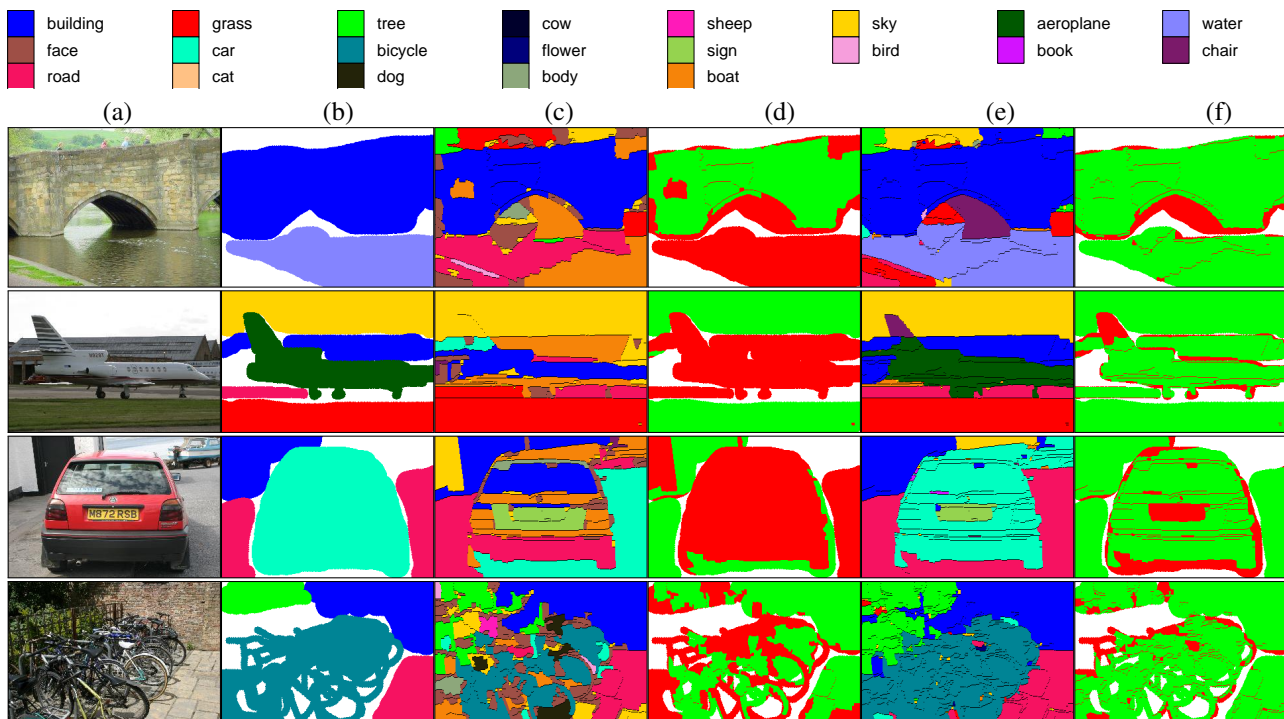 building grass tree cow sheep sky aeroplane water
face car bicycle flower sign bird book chair
road cat dog body boat
(a) (b) (c) (d) (e) (f)
M872 RSB